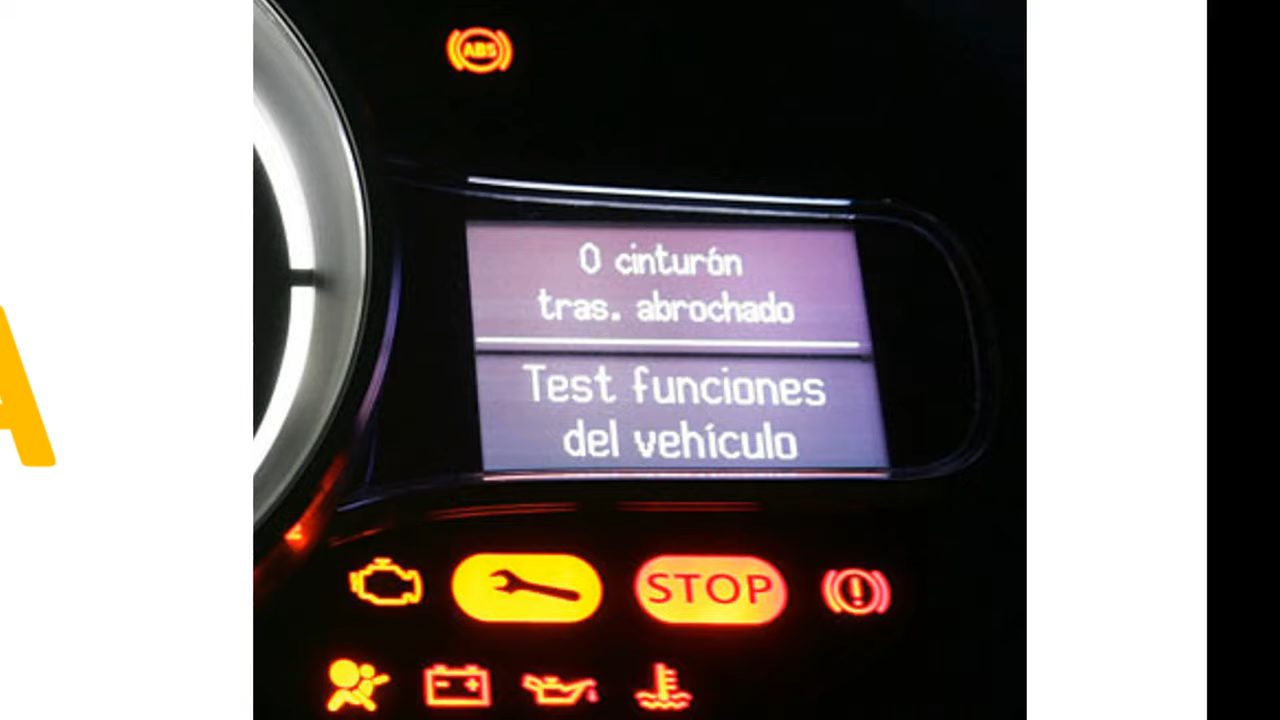 ABS
0 cinturón
tras. abrochado
Test funciones
del vehículo
STOP
A